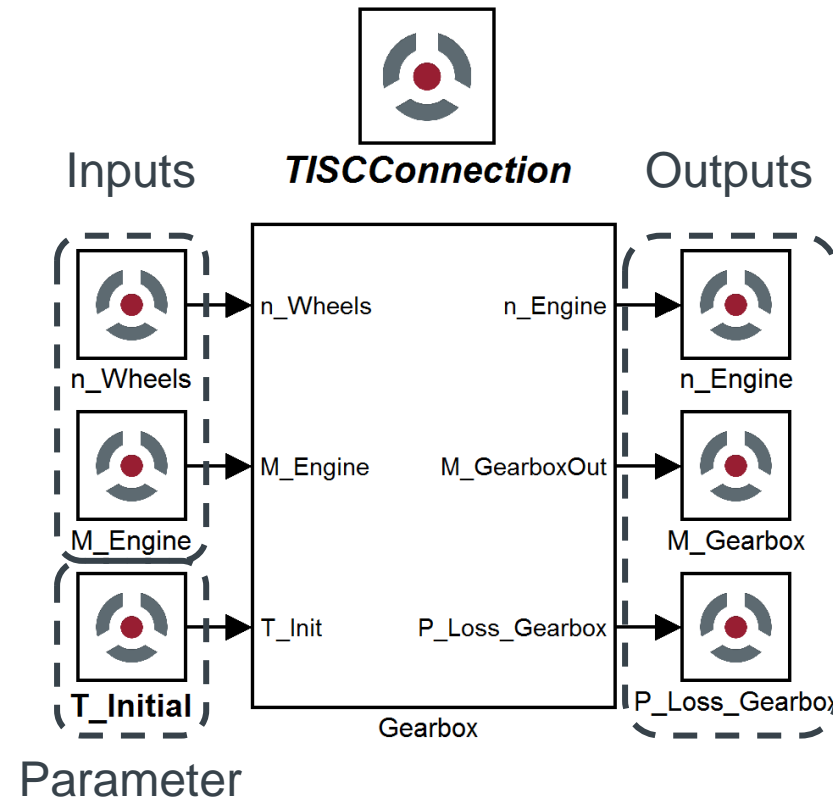 TISCConnection
Inputs
Outputs
n_Wheels
n_Wheels
n_Engine
n_Engine
M_Engine
M_Engine
M_GearboxOut
M_Gearbox
T_Initial
T_Init
P_Loss_Gearbox
P_Loss_Gearbox
Gearbox
Parameter